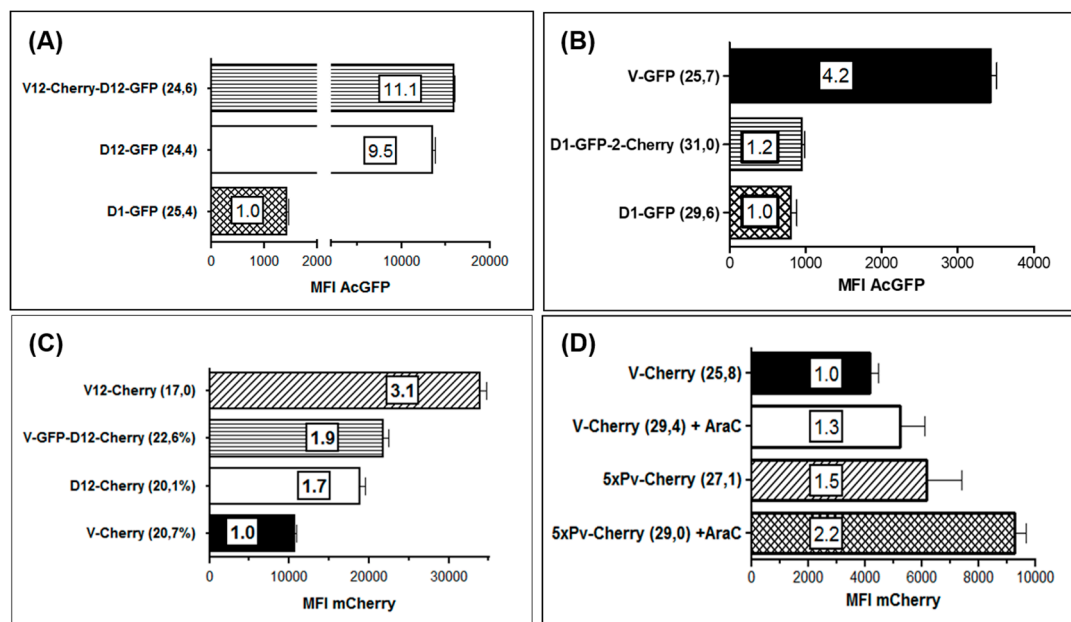 (A)
V12-Cherry-D12-GFP (24,6)
11.1
D12-GFP (24,4)
9.5
D1-GFP (25,4)
1.0
0 1000 2000 10000 20000
MFI AcGFP
(B)
V-GFP (25,7)
4.2
D1-GFP-2-Cherry (31,0)
1.2
D1-GFP (29,6)
1.0
0 1000 2000 3000 4000
MFI AcGFP
(C)
V12-Cherry (17,0)
3.1
V-GFP-D12-Cherry (22,6%)
1.9
D12-Cherry (20,1%)
1.7
V-Cherry (20,7%)
1.0
0 10000 20000 30000
MFI mCherry
(D)
V-Cherry (25,8)
1.0
V-Cherry (29,4) + AraC
1.3
5xPv-Cherry (27,1)
1.5
5xPv-Cherry (29,0) +AraC
2.2
0 2000 4000 6000 8000 10000
MFI mCherry